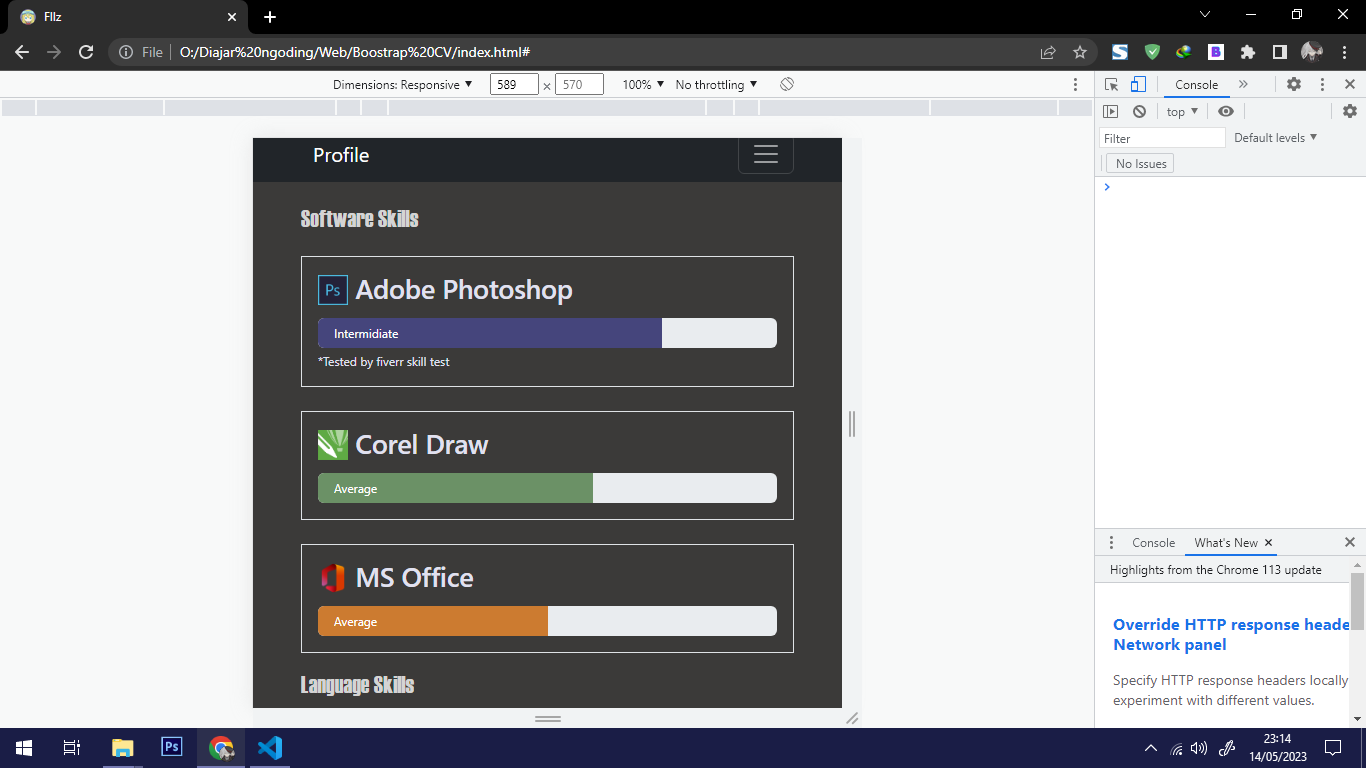 Fllz
File
O:/Diajar%20ngoding/Web/Boostrap%20CV/index.html#
Dimensions: Responsive
589 × 570
100%
No throttling
Profile
Software Skills
Ps
Adobe Photoshop
Intermidiate
*Tested by fiverr skill test
Corel Draw
Average
MS Office
Average
Language Skills
Console
top
Filter
Default levels
No Issues
Console
What's New
Highlights from the Chrome 113 update
Override HTTP response heade
Network panel
Specify HTTP response headers locally
experiment with different values.
Ps
23:14
14/05/2023